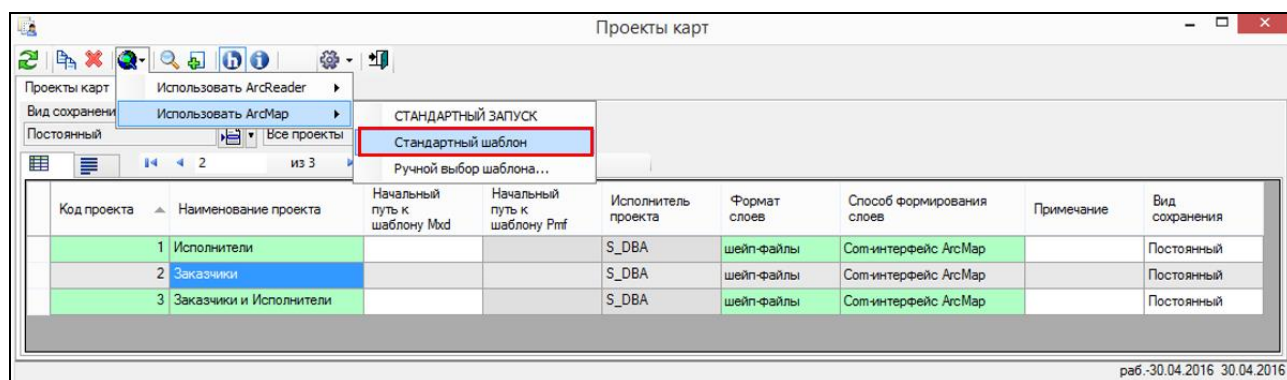 Проекты карт
Проекты карт
Использовать ArcReader
Вид сохранени
Использовать ArcMap
СТАНДАРТНЫЙ ЗАПУСК
Постоянный
Все проекты
Стандартный шаблон
2 из 3
Ручной выбор шаблона...
Код проекта Наименование проекта Начальный путь к шаблону Mxd Начальный путь к шаблону Pmf Исполнитель проекта Формат слоев Способ формирования слоев Примечание Вид сохранения
1 Исполнители S_DBA шейп-файлы Com-интерфейс ArcMap Постоянный
2 Заказчики S_DBA шейп-файлы Com-интерфейс ArcMap Постоянный
3 Заказчики и Исполнители S_DBA шейп-файлы Com-интерфейс ArcMap Постоянный
раб.-30.04.2016 30.04.2016